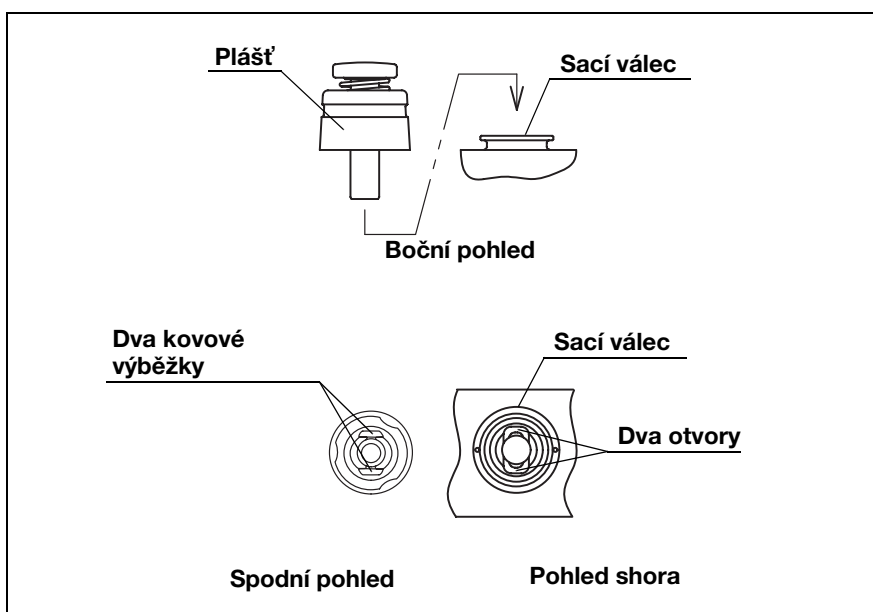 Plášť
Sací válec
Boční pohled
Dva kovové
výběžky
Sací válec
Dva otvory
Spodní pohled
Pohled shora